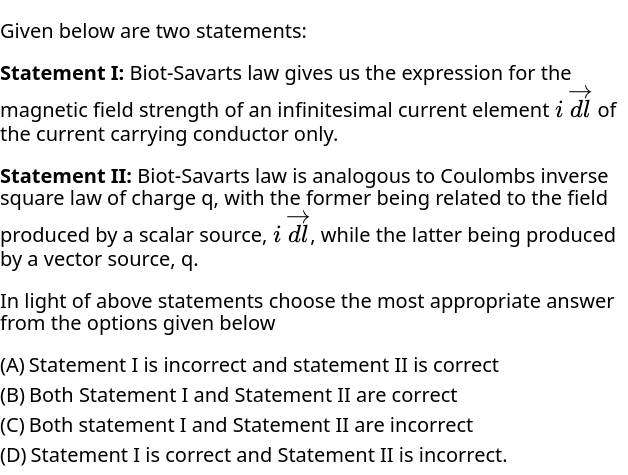 Given below are two statements:
Statement I: Biot-Savarts law gives us the expression for the
magnetic field strength of an infinitesimal current element $i\overrightarrow{dl}$ of
the current carrying conductor only.
Statement II: Biot-Savarts law is analogous to Coulombs inverse
square law of charge q, with the former being related to the field
produced by a scalar source, $i\overrightarrow{dl}$, while the latter being produced
by a vector source, q.
In light of above statements choose the most appropriate answer
from the options given below
(A) Statement I is incorrect and statement II is correct
(B) Both Statement I and Statement II are correct
(C) Both statement I and Statement II are incorrect
(D) Statement I is correct and Statement II is incorrect.